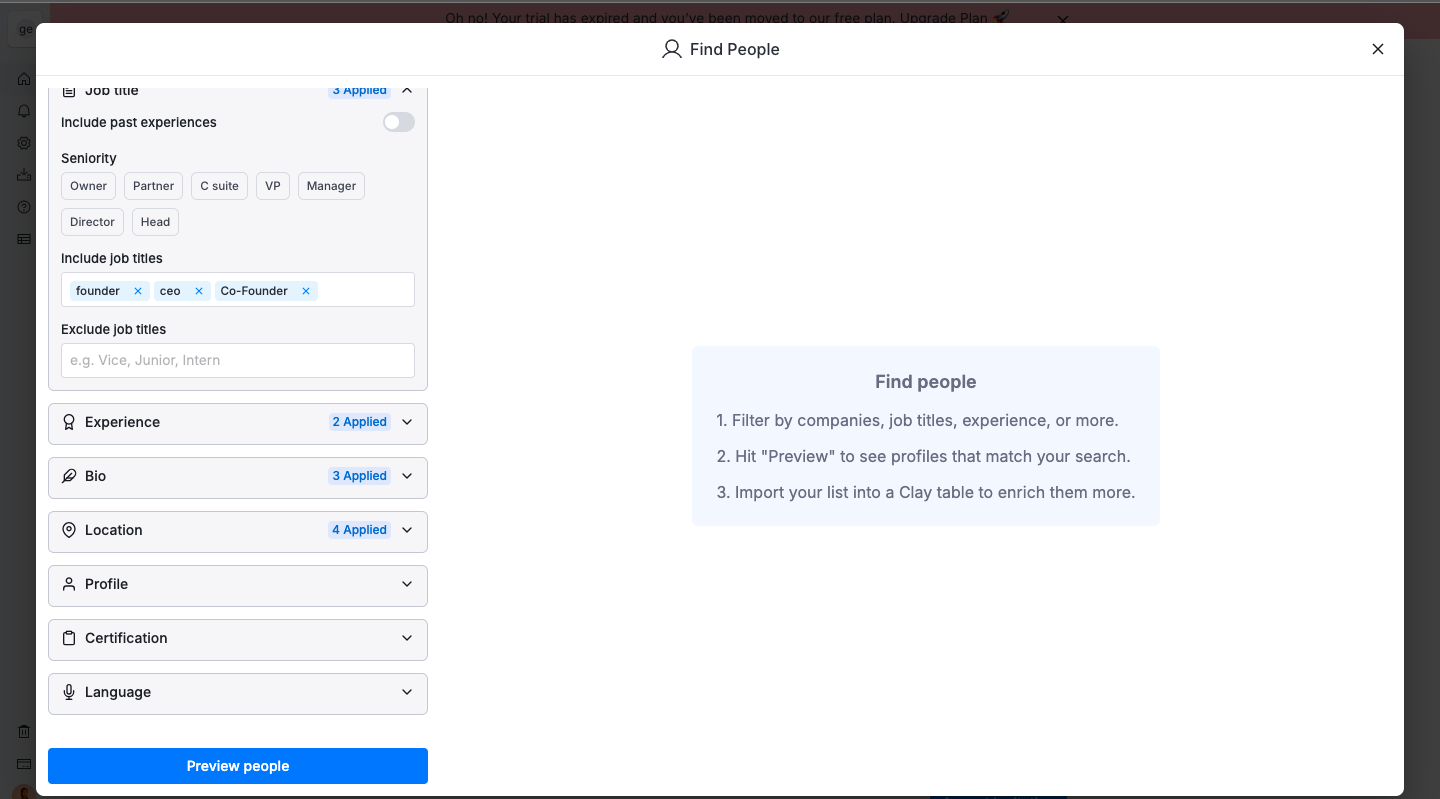 Oh no! Your trial has expired and you've been moved to our free plan. Upgrade Plan 🚀
ge
Find People
Job title 3 Applied
Include past experiences
Seniority
Owner Partner C suite VP Manager
Director Head
Include job titles
founder ceo Co-Founder
Exclude job titles
e.g. Vice, Junior, Intern
Experience 2 Applied
Bio 3 Applied
Location 4 Applied
Profile
Certification
Language
Preview people
Find people
1. Filter by companies, job titles, experience, or more.
2. Hit "Preview" to see profiles that match your search.
3. Import your list into a Clay table to enrich them more.